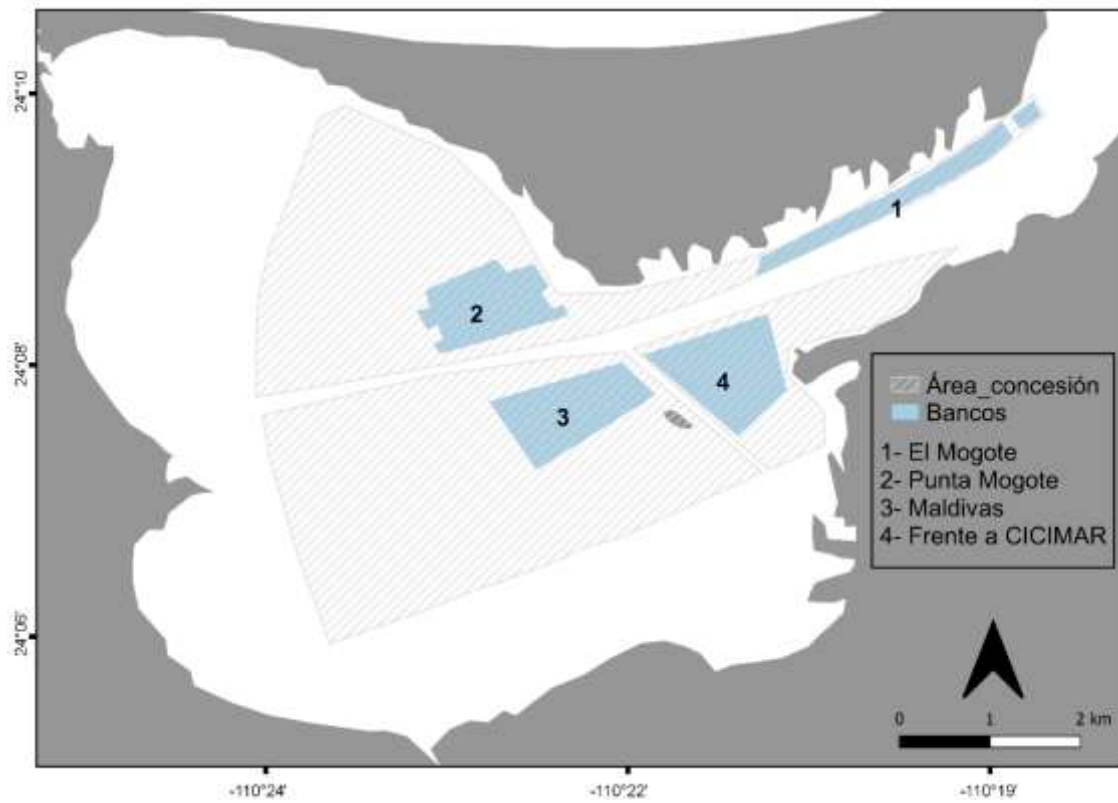 24°10'
24°08'
24°06'
1
2
3
4
Área_concesión
Bancos
1- El Mogote
2- Punta Mogote
3- Maldivas
4- Frente a CICIMAR
0 1 2 km
-110°24' -110°22' -110°19'